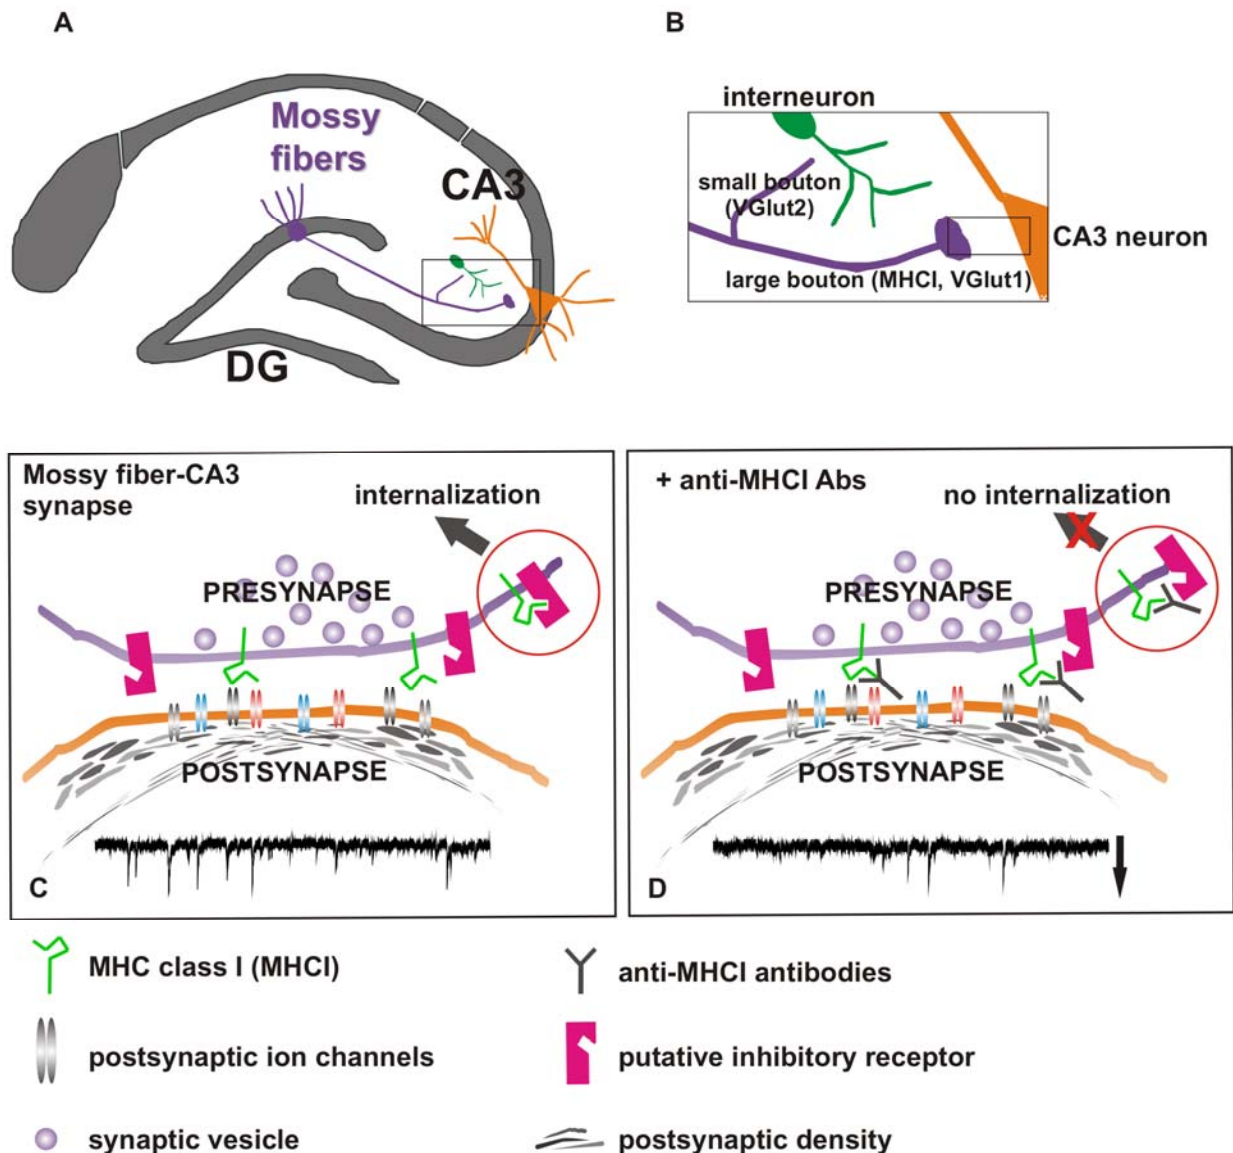 A
B
Mossy
fibers
CA3
DG
interneuron
small bouton
(VGlut2)
CA3 neuron
large bouton (MHCI, VGlut1)
Mossy fiber-CA3
synapse
internalization
PRESYNAPSE
POSTSYNAPSE
C
+ anti-MHCI Abs
no internalization
X
PRESYNAPSE
POSTSYNAPSE
D
MHC class I (MHCI)
anti-MHCI antibodies
postsynaptic ion channels
putative inhibitory receptor
synaptic vesicle
postsynaptic density